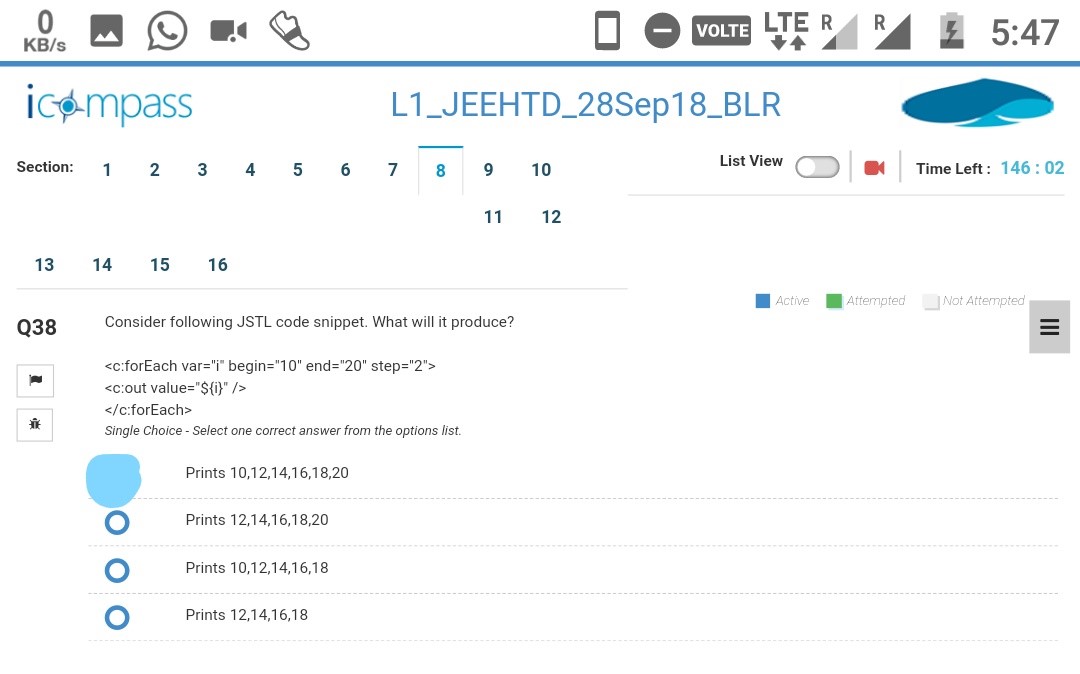 0
KB/s
VOLTE
LTE
R
R
5:47
icompass
L1_JEEHTD_28Sep18_BLR
Section:
1 2 3 4 5 6 7 8 9 10
11 12
13 14 15 16
List View
Time Left : 146 : 02
Active Attempted Not Attempted
Q38
Consider following JSTL code snippet. What will it produce?
<c:forEach var="i" begin="10" end="20" step="2">
<c:out value="${i}" />
</c:forEach>
Single Choice - Select one correct answer from the options list.
Prints 10,12,14,16,18,20
Prints 12,14,16,18,20
Prints 10,12,14,16,18
Prints 12,14,16,18